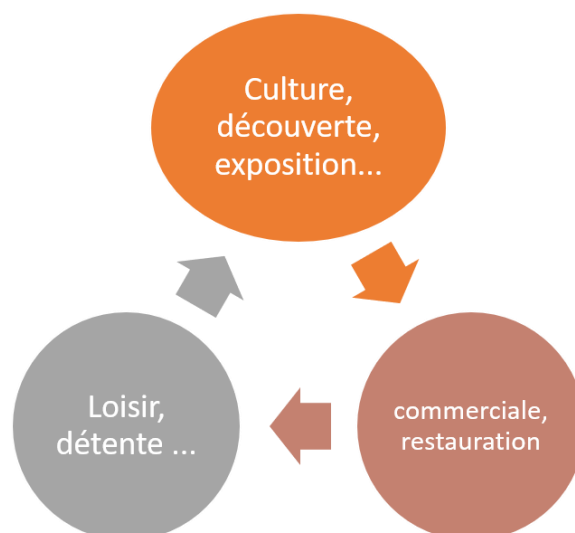 Culture,
découverte,
exposition...
commerciale,
restauration
Loisir,
détente ...